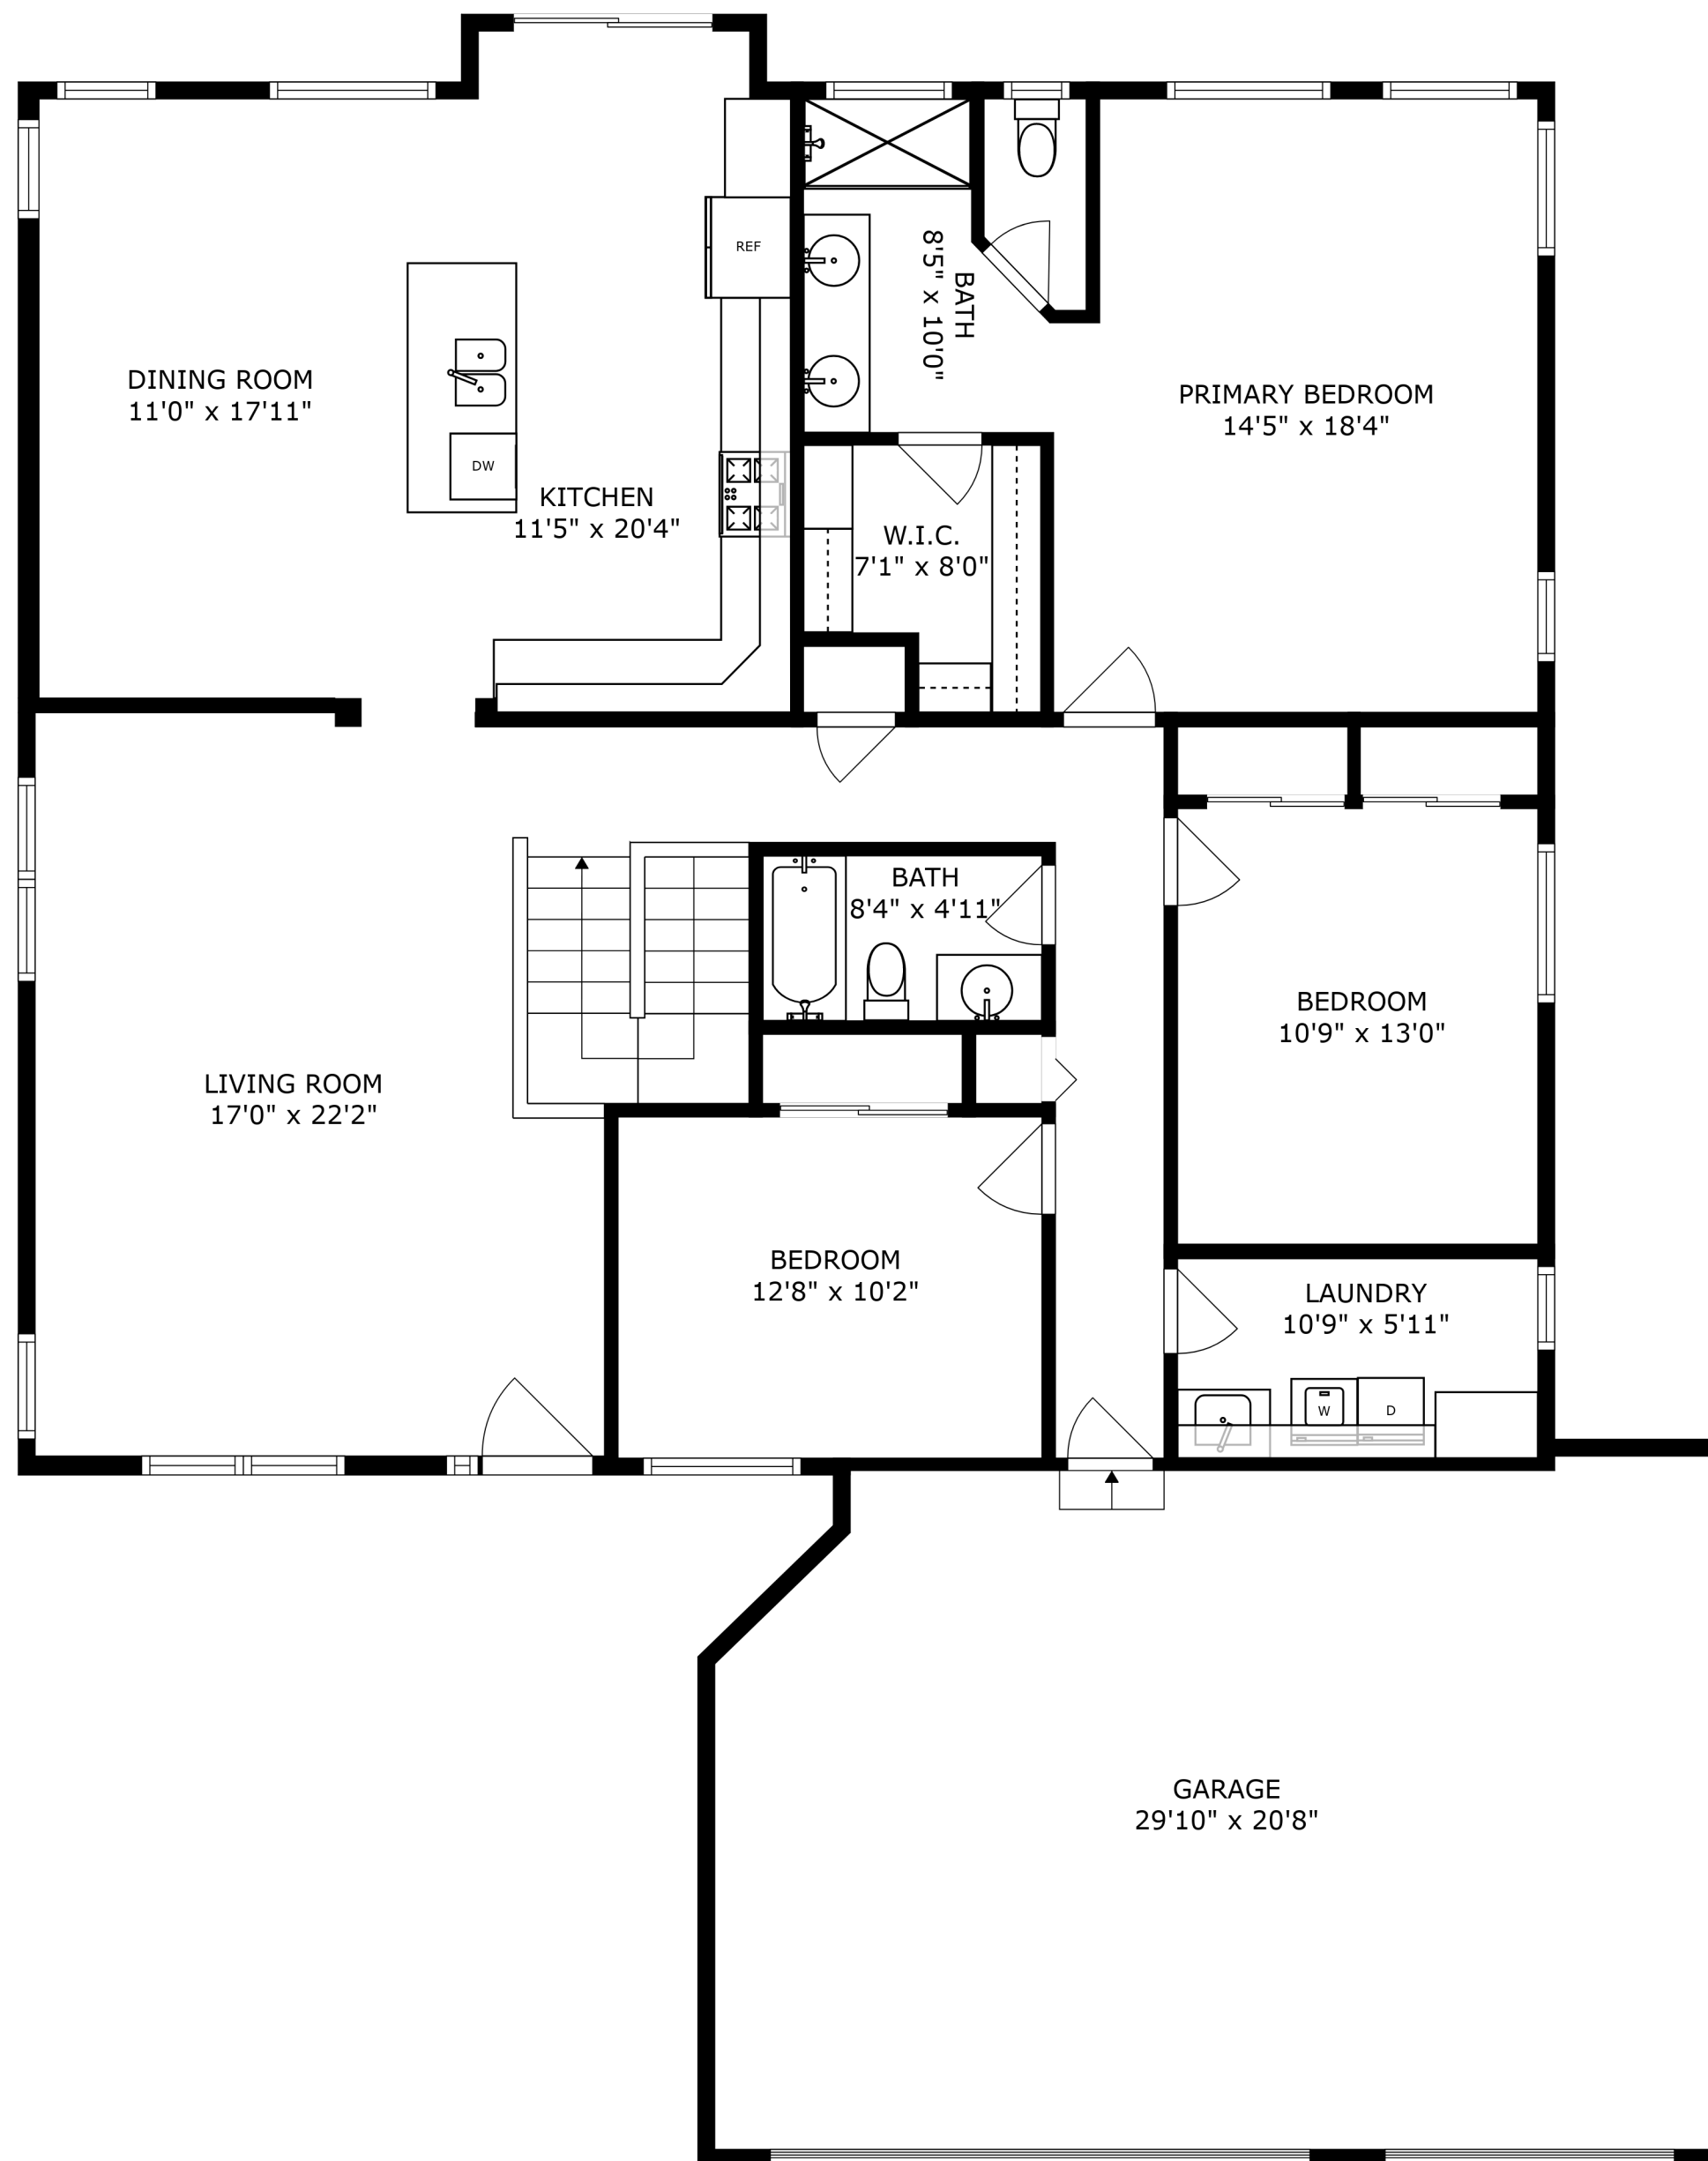 REF
BATH
8'5" x 10'0"
DINING ROOM
11'0" x 17'11"
PRIMARY BEDROOM
14'5" x 18'4"
DW
KITCHEN
11'5" x 20'4"
W.I.C.
7'1" x 8'0"
BATH
8'4" x 4'11"
BEDROOM
10'9" x 13'0"
LIVING ROOM
17'0" x 22'2"
BEDROOM
12'8" x 10'2"
LAUNDRY
10'9" x 5'11"
W
D
GARAGE
29'10" x 20'8"